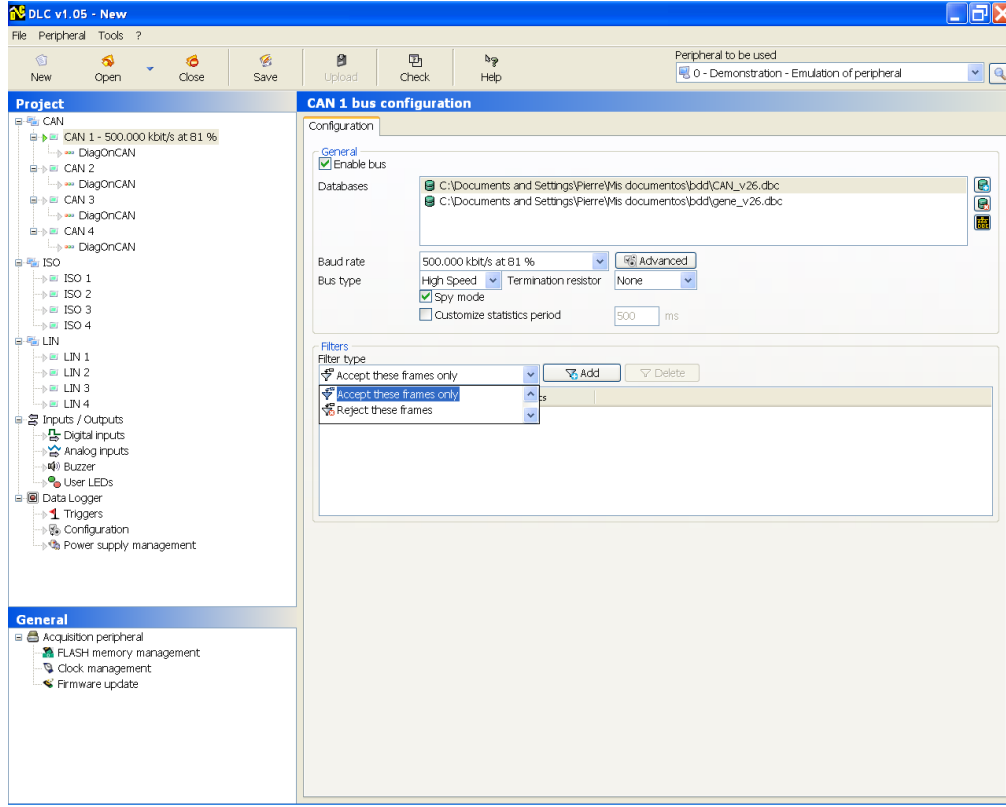 DLC v1.05 - New
File Peripheral Tools ?
New Open Close Save Upload Check Help
Peripheral to be used
0 - Demonstration - Emulation of peripheral
Project
CAN
CAN 1 - 500.000 kbit/s at 81 %
DiagOnCAN
CAN 2
DiagOnCAN
CAN 3
DiagOnCAN
CAN 4
DiagOnCAN
ISO
ISO 1
ISO 2
ISO 3
ISO 4
LIN
LIN 1
LIN 2
LIN 3
LIN 4
Inputs / Outputs
Digital inputs
Analog inputs
Buzzer
User LEDs
Data Logger
Triggers
Configuration
Power supply management
General
Acquisition peripheral
FLASH memory management
Clock management
Firmware update
CAN 1 bus configuration
Configuration
General
Enable bus
Databases
C:\Documents and Settings\Pierre\Mis documentos\bdd\CAN_v26.dbc
C:\Documents and Settings\Pierre\Mis documentos\bdd\gene_v26.dbc
Baud rate 500.000 kbit/s at 81 % Advanced
Bus type High Speed Termination resistor None
Spy mode
Customize statistics period 500 ms
Filters
Filter type
Accept these frames only Add Delete
Accept these frames only
Reject these frames